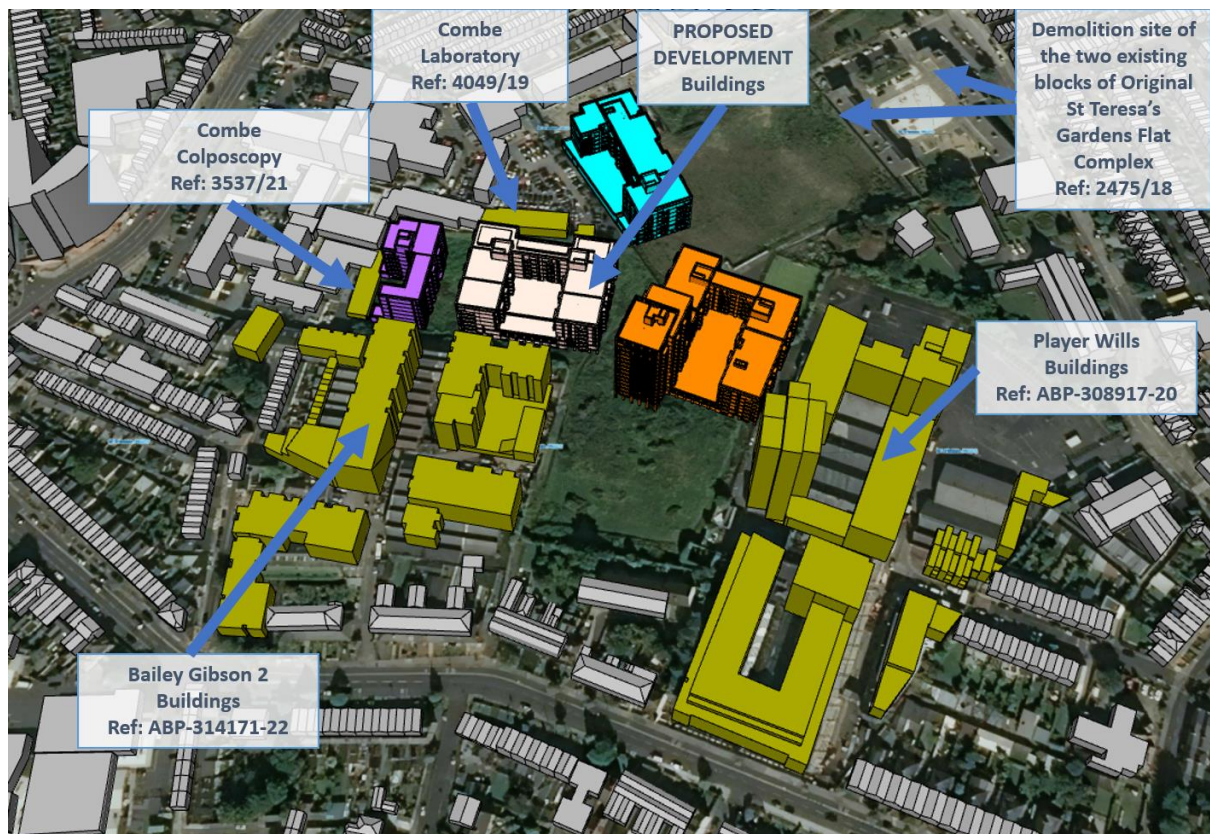 Combe
Laboratory
Ref: 4049/19
PROPOSED
DEVELOPMENT
Buildings
Demolition site of
the two existing
blocks of Original
St Teresa's
Gardens Flat
Complex
Ref: 2475/18
Combe
Colposcopy
Ref: 3537/21
Player Wills
Buildings
Ref: ABP-308917-20
Bailey Gibson 2
Buildings
Ref: ABP-314171-22